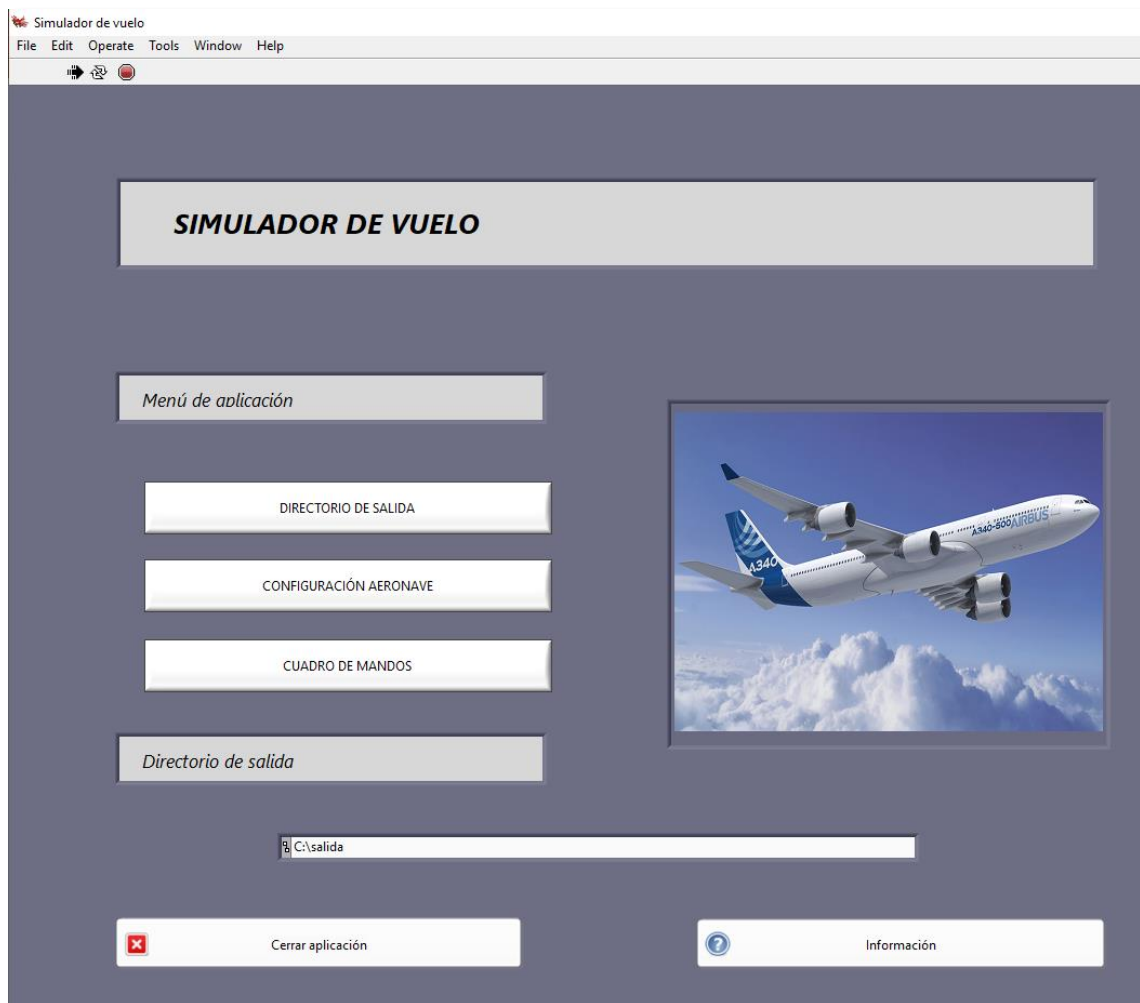 Simulador de vuelo
File Edit Operate Tools Window Help
SIMULADOR DE VUELO
Menú de aplicación
DIRECTORIO DE SALIDA
CONFIGURACIÓN AERONAVE
CUADRO DE MANDOS
A340-500 AIRBUS
A340
Directorio de salida
C:\salida
Cerrar aplicación
Información